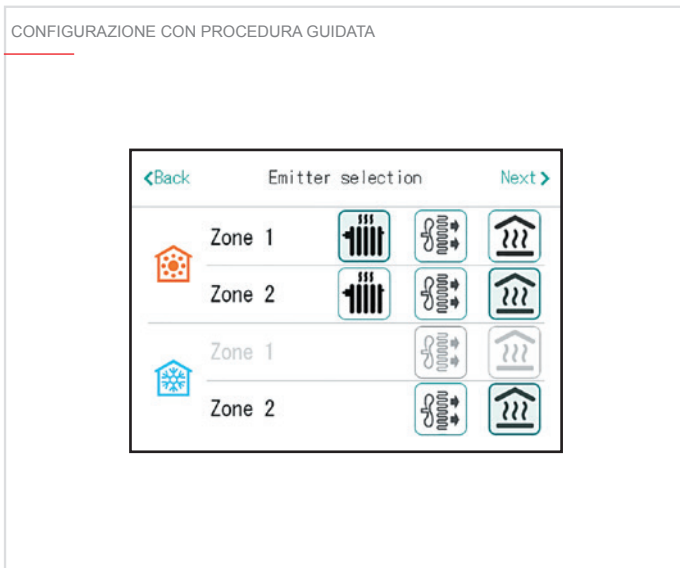 CONFIGURAZIONE CON PROCEDURA GUIDATA
<Back Emitter selection Next>
Zone 1
Zone 2
Zone 1
Zone 2